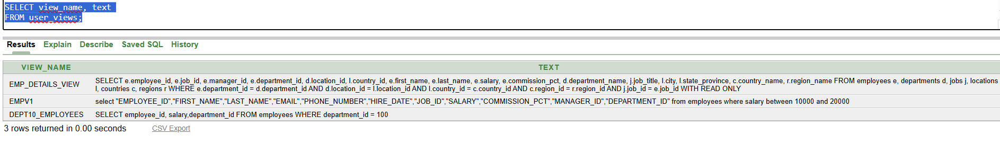 SELECT view_name, text
FROM user_views;
Results Explain Describe Saved SQL History
VIEW_NAME TEXT
EMP_DETAILS_VIEW SELECT e.employee_id, e.job_id, e.manager_id, e.department_id, d.location_id, l.country_id, e.first_name, e.last_name, e.salary, e.commission_pct, d.department_name, j.job_title, l.city, l.state_province, c.country_name, r.region_name FROM employees e, departments d, jobs j, locations
l, countries c, regions r WHERE e.department_id = d.department_id AND d.location_id = l.location_id AND l.country_id = c.country_id AND c.region_id = r.region_id AND j.job_id = e.job_id WITH READ ONLY
EMPV1 select "EMPLOYEE_ID","FIRST_NAME","LAST_NAME","EMAIL","PHONE_NUMBER","HIRE_DATE","JOB_ID","SALARY","COMMISSION_PCT","MANAGER_ID","DEPARTMENT_ID" from employees where salary between 10000 and 20000
DEPT10_EMPLOYEES SELECT employee_id, salary,department_id FROM employees WHERE department_id = 100
3 rows returned in 0.00 seconds CSV Export